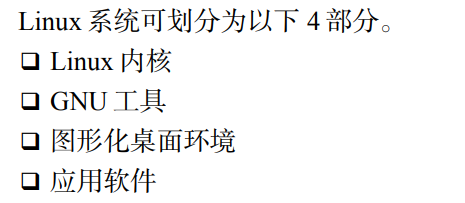 Linux 系统可划分为以下 4 部分。
❑ Linux 内核
❑ GNU 工具
❑ 图形化桌面环境
❑ 应用软件